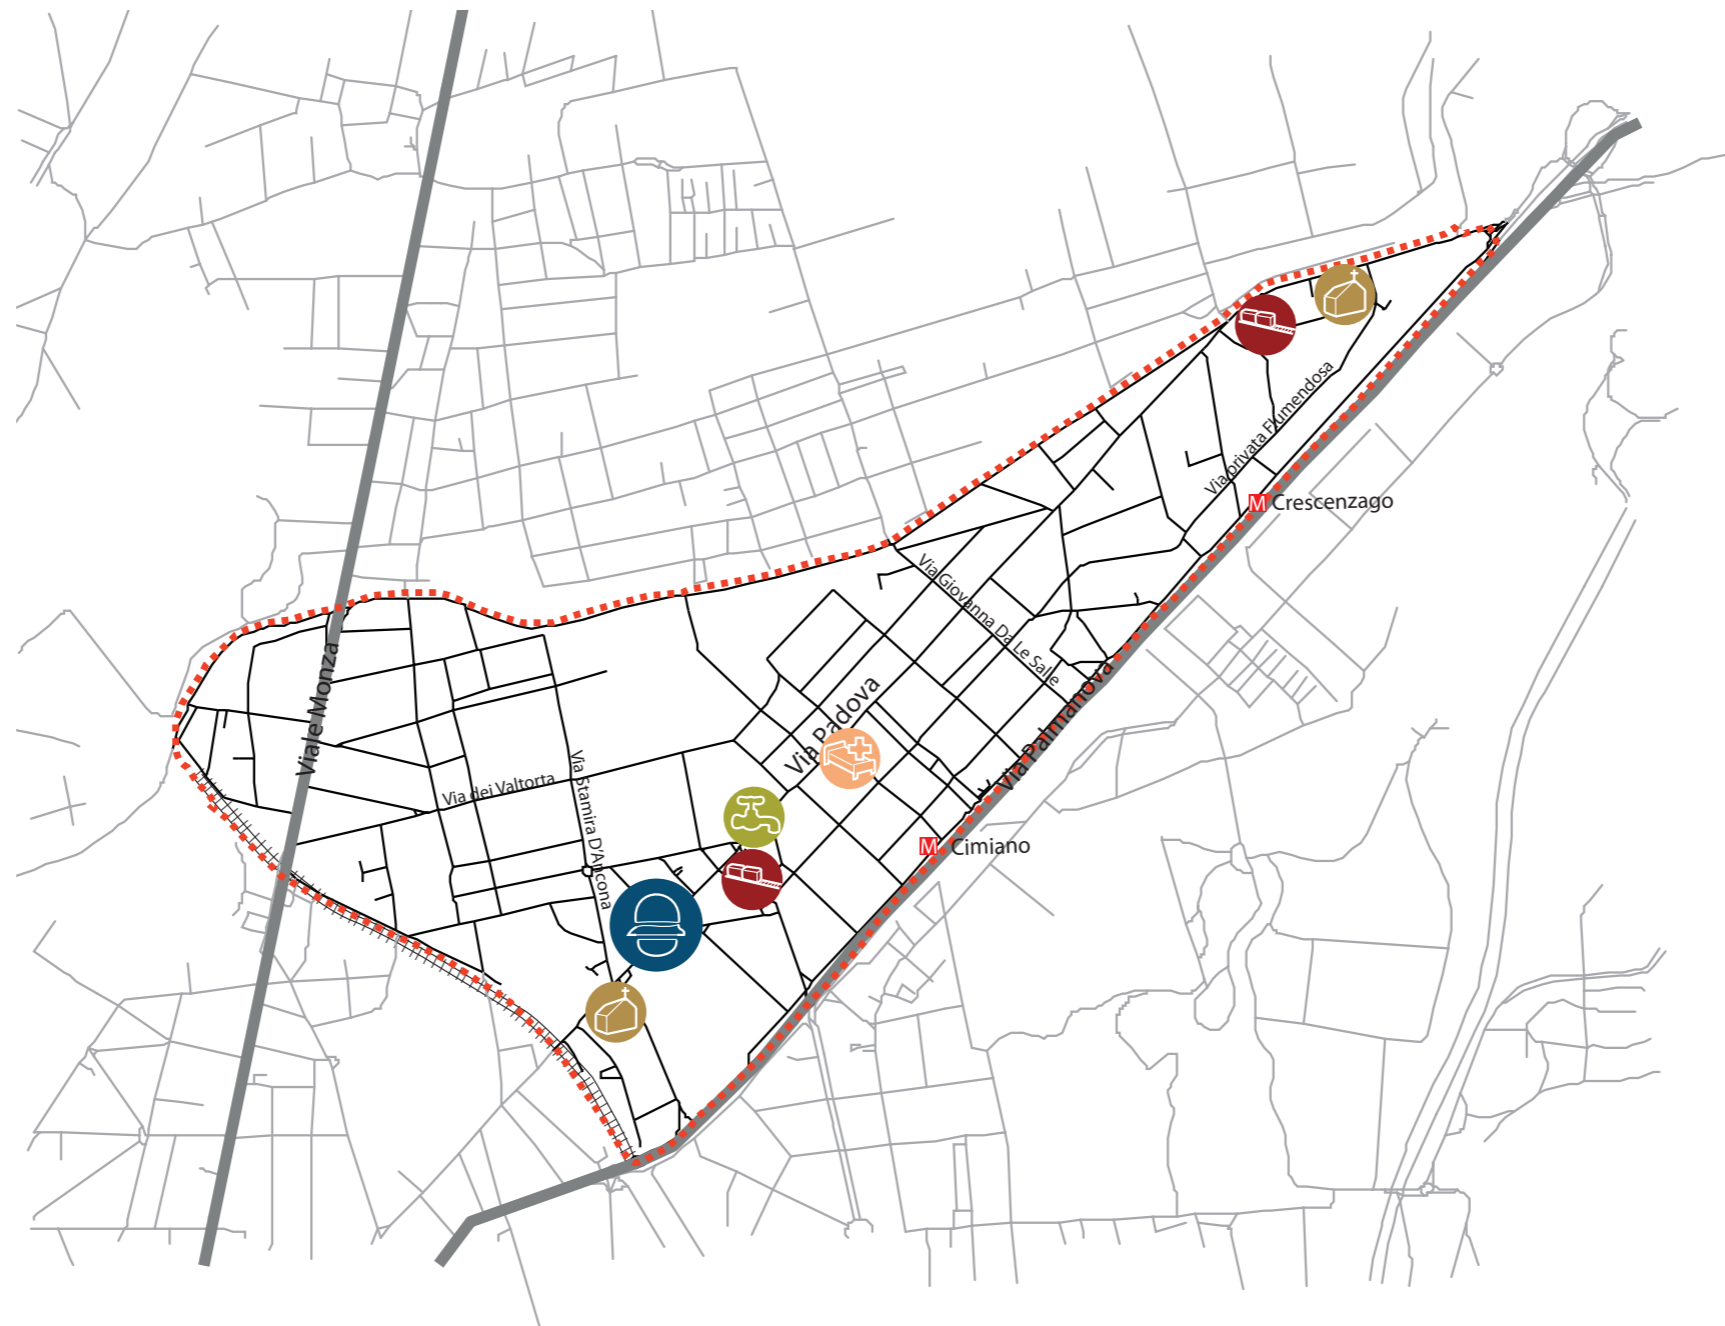 Via privata Flumendosa
M Crescenzago
Via Giovanna Da Le Salle
Viale Monza
Via Padova
Via Palmanova
Via dei Valtorta
Via Stamira D'Ancona
M Cimiano